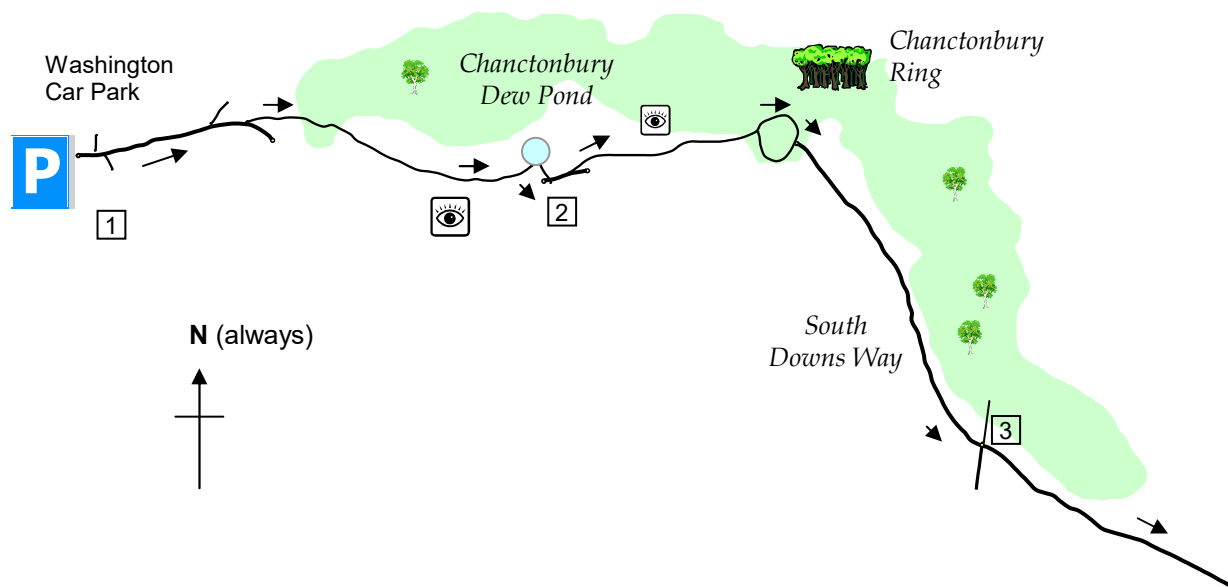 Washington
Car Park
P
1
Chanctonbury
Dew Pond
2
Chanctonbury
Ring
N (always)
South
Downs Way
3